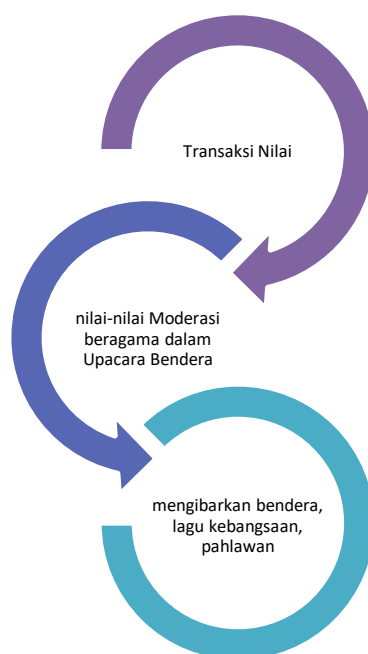 Transaksi Nilai
nilai-nilai Moderasi
beragama dalam
Upacara Bendera
mengibarkan bendera,
lagu kebangsaan,
pahlawan